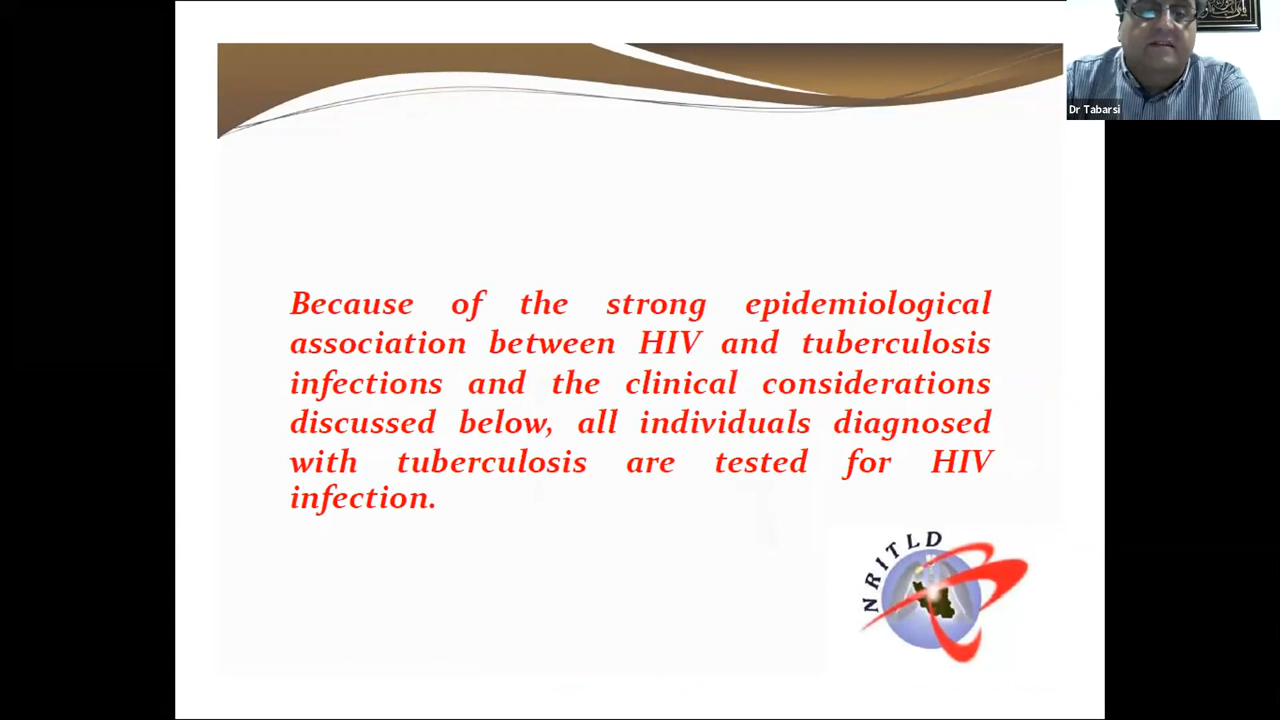 Dr Tabarsi
Because of the strong epidemiological
association between HIV and tuberculosis
infections and the clinical considerations
discussed below, all individuals diagnosed
with tuberculosis are tested for HIV
infection.
NRITLD